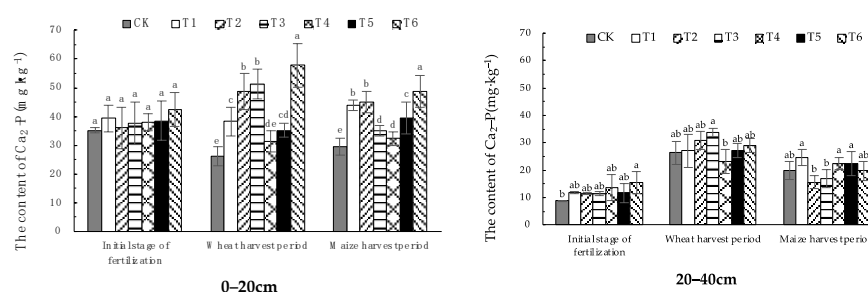 CK T1 T2 T3 T4 T5 T6
The content of Ca2-P (mg·kg⁻¹)
70
60
50
40
30
20
10
0
a a a a a a a
e c b b de cd a
e b b d d c a
Initial stage of fertilization
Wheat harvest period
Maize harvest period
0–20cm
CK T1 T2 T3 T4 T5 T6
The content of Ca2–P(mg·kg⁻¹)
70
60
50
40
30
20
10
0
b ab ab ab ab ab a
ab ab ab a b ab ab
ab a b b ab ab ab
Initial stage of fertilization
Wheat harvest period
Maize harvest perio
20–40cm